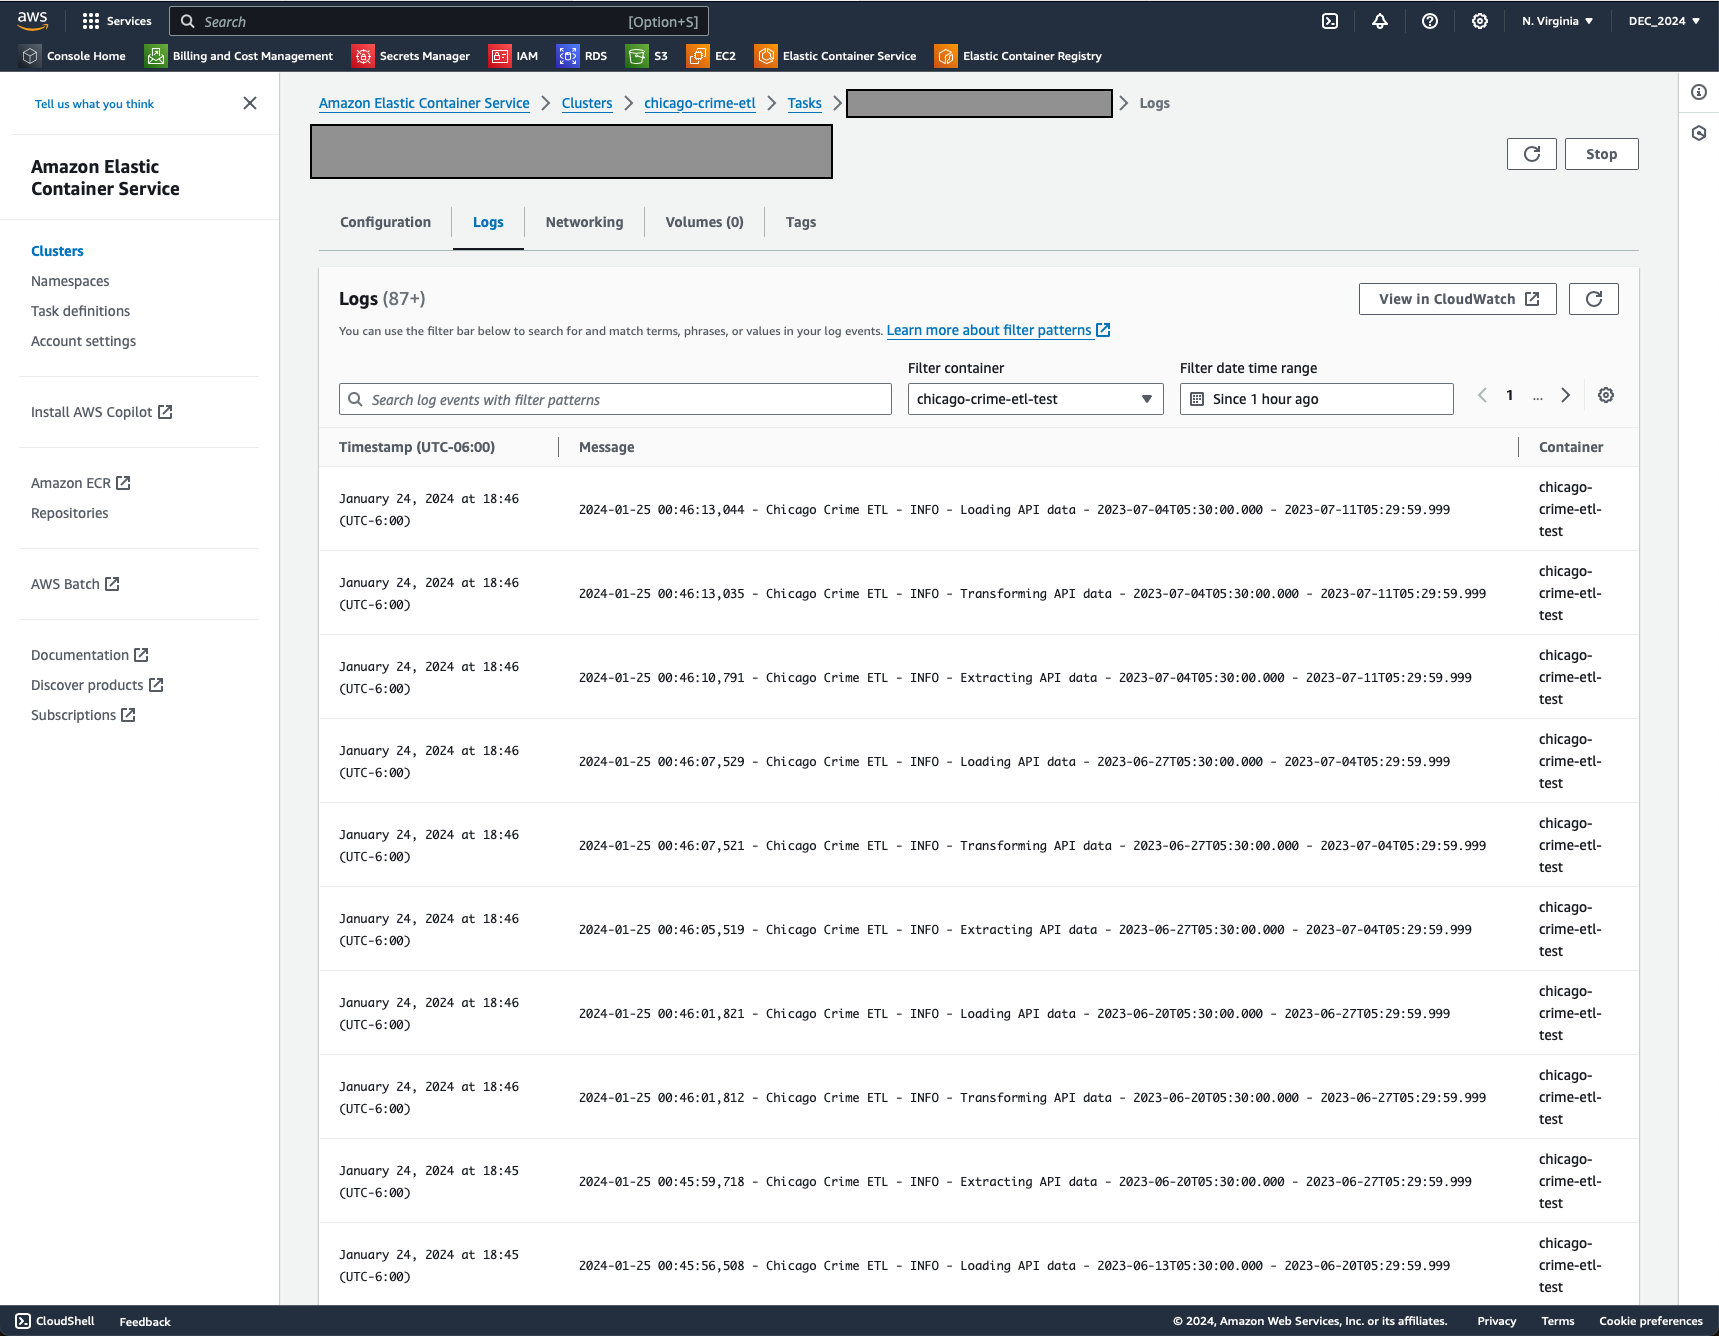 aws Services Search [Option+S] N. Virginia DEC_2024
Console Home Billing and Cost Management Secrets Manager IAM RDS S3 EC2 Elastic Container Service Elastic Container Registry
Tell us what you think
Amazon Elastic
Container Service
Clusters
Namespaces
Task definitions
Account settings
Install AWS Copilot
Amazon ECR
Repositories
AWS Batch
Documentation
Discover products
Subscriptions
Amazon Elastic Container Service Clusters chicago-crime-etl Tasks Logs
Stop
Configuration Logs Networking Volumes (0) Tags
Logs (87+)
View in CloudWatch
You can use the filter bar below to search for and match terms, phrases, or values in your log events. Learn more about filter patterns
Filter container Filter date time range
Search log events with filter patterns chicago-crime-etl-test Since 1 hour ago 1 ...
Timestamp (UTC-06:00) Message Container
January 24, 2024 at 18:46
(UTC-6:00)
2024-01-25 00:46:13,044 - Chicago Crime ETL - INFO - Loading API data - 2023-07-04T05:30:00.000 - 2023-07-11T05:29:59.999
chicago-
crime-etl-
test
January 24, 2024 at 18:46
(UTC-6:00)
2024-01-25 00:46:13,035 - Chicago Crime ETL - INFO - Transforming API data - 2023-07-04T05:30:00.000 - 2023-07-11T05:29:59.999
chicago-
crime-etl-
test
January 24, 2024 at 18:46
(UTC-6:00)
2024-01-25 00:46:10,791 - Chicago Crime ETL - INFO - Extracting API data - 2023-07-04T05:30:00.000 - 2023-07-11T05:29:59.999
chicago-
crime-etl-
test
January 24, 2024 at 18:46
(UTC-6:00)
2024-01-25 00:46:07,529 - Chicago Crime ETL - INFO - Loading API data - 2023-06-27T05:30:00.000 - 2023-07-04T05:29:59.999
chicago-
crime-etl-
test
January 24, 2024 at 18:46
(UTC-6:00)
2024-01-25 00:46:07,521 - Chicago Crime ETL - INFO - Transforming API data - 2023-06-27T05:30:00.000 - 2023-07-04T05:29:59.999
chicago-
crime-etl-
test
January 24, 2024 at 18:46
(UTC-6:00)
2024-01-25 00:46:05,519 - Chicago Crime ETL - INFO - Extracting API data - 2023-06-27T05:30:00.000 - 2023-07-04T05:29:59.999
chicago-
crime-etl-
test
January 24, 2024 at 18:46
(UTC-6:00)
2024-01-25 00:46:01,821 - Chicago Crime ETL - INFO - Loading API data - 2023-06-20T05:30:00.000 - 2023-06-27T05:29:59.999
chicago-
crime-etl-
test
January 24, 2024 at 18:46
(UTC-6:00)
2024-01-25 00:46:01,812 - Chicago Crime ETL - INFO - Transforming API data - 2023-06-20T05:30:00.000 - 2023-06-27T05:29:59.999
chicago-
crime-etl-
test
January 24, 2024 at 18:45
(UTC-6:00)
2024-01-25 00:45:59,718 - Chicago Crime ETL - INFO - Extracting API data - 2023-06-20T05:30:00.000 - 2023-06-27T05:29:59.999
chicago-
crime-etl-
test
January 24, 2024 at 18:45
(UTC-6:00)
2024-01-25 00:45:56,508 - Chicago Crime ETL - INFO - Loading API data - 2023-06-13T05:30:00.000 - 2023-06-20T05:29:59.999
chicago-
crime-etl-
test
CloudShell Feedback © 2024, Amazon Web Services, Inc. or its affiliates. Privacy Terms Cookie preferences